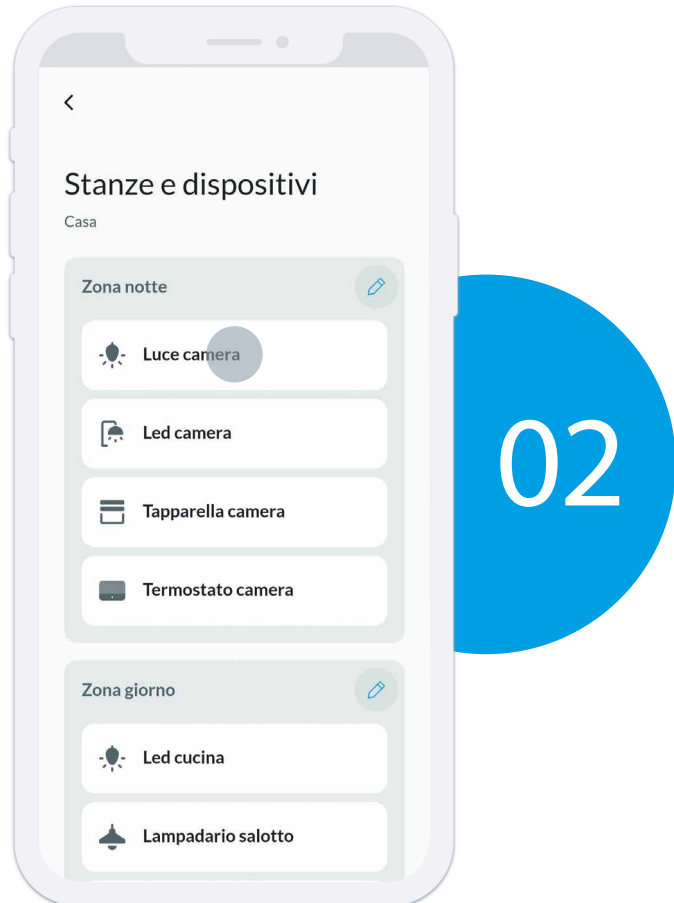 Stanze e dispositivi
Casa
Zona notte
Luce camera
Led camera
Tapparella camera
Termostato camera
Zona giorno
Led cucina
Lampadario salotto
02